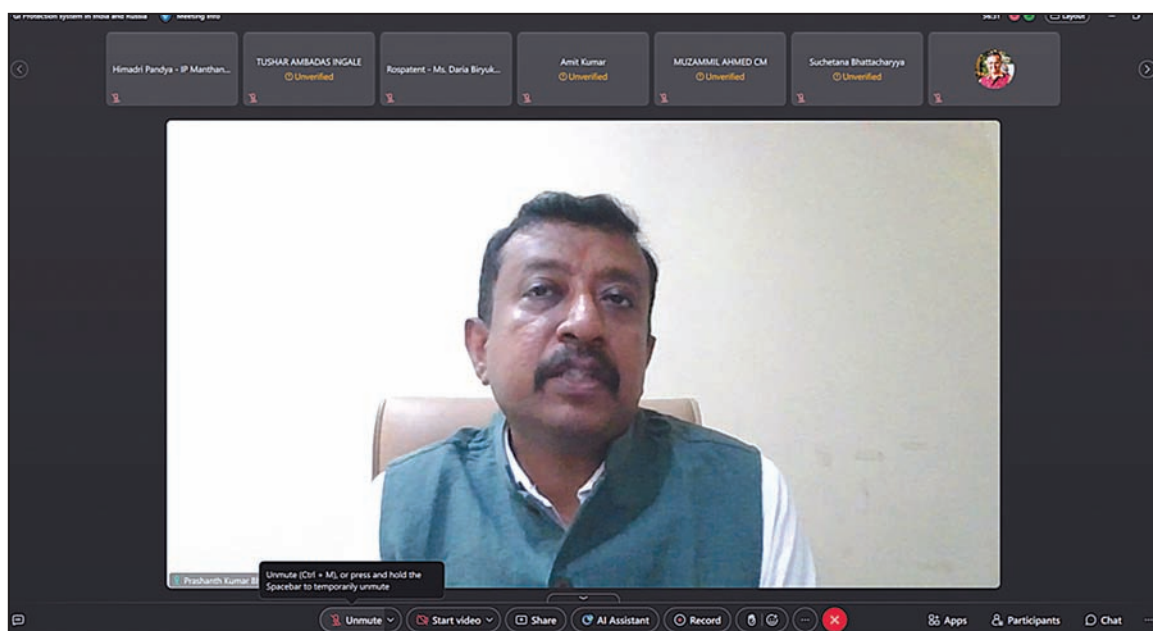 GI Protection system in India and Russia
Meeting info
56:31
Layout
Himadri Pandya - IP Manthan...
TUSHAR AMBADAS INGALE
Unverified
Rospatent - Ms. Daria Biryuk...
Amit Kumar
Unverified
MUZAMMIL AHMED CM
Unverified
Suchetana Bhattacharyya
Unverified
Prashanth Kumar
Unmute (Ctrl + M), or press and hold the
Spacebar to temporarily unmute
Unmute
Start video
Share
AI Assistant
Record
Apps
Participants
Chat